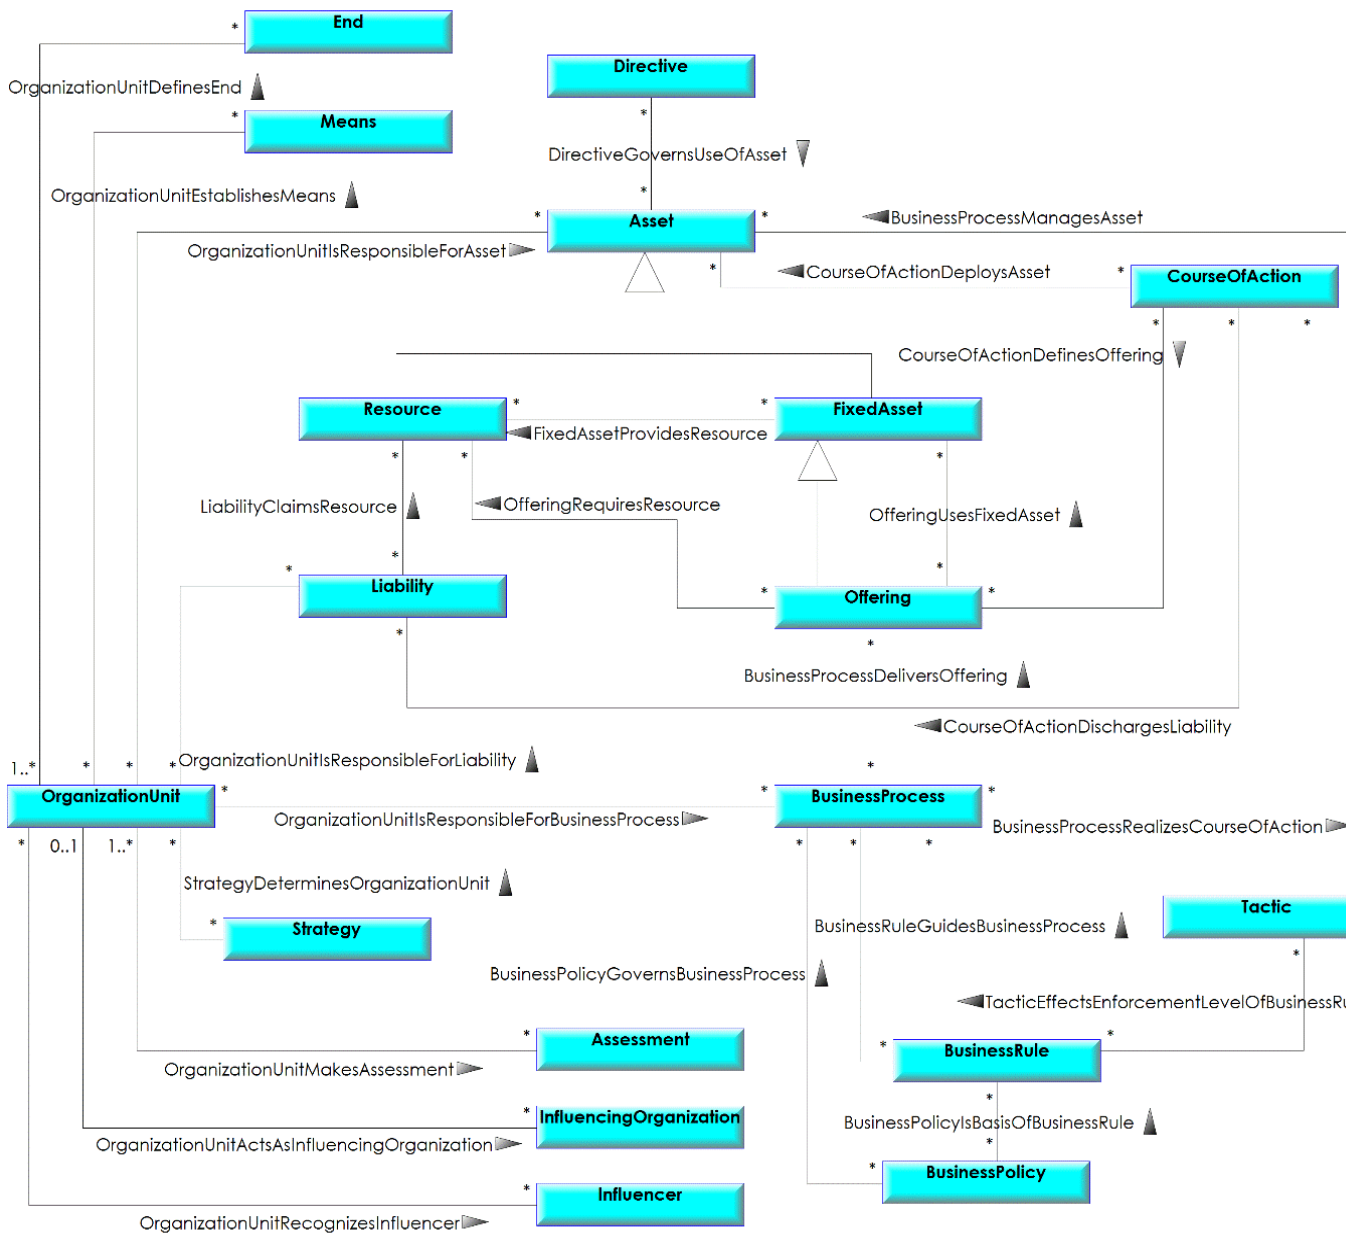 *
End
OrganizationUnitDefinesEnd
*
Means
OrganizationUnitEstablishesMeans
Directive
*
DirectiveGovernsUseOfAsset
*
*
Asset
*
BusinessProcessManagesAsset
OrganizationUnitIsResponsibleForAsset
*
CourseOfActionDeploysAsset
*
CourseOfAction
*
*
*
CourseOfActionDefinesOffering
Resource
*
*
FixedAsset
FixedAssetProvidesResource
*
*
*
LiabilityClaimsResource
OfferingRequiresResource
OfferingUsesFixedAsset
*
*
*
Liability
*
Offering
*
*
*
BusinessProcessDeliversOffering
CourseOfActionDischargesLiability
OrganizationUnitIsResponsibleForLiability
1..*
*
*
*
*
OrganizationUnit
*
*
BusinessProcess
*
OrganizationUnitIsResponsibleForBusinessProcess
BusinessProcessRealizesCourseOfAction
*
0..1
1..*
*
*
*
*
StrategyDeterminesOrganizationUnit
*
Strategy
Tactic
*
BusinessRuleGuidesBusinessProcess
BusinessPolicyGovernsBusinessProcess
TacticEffectsEnforcementLevelOfBusinessRu
*
Assessment
*
BusinessRule
*
OrganizationUnitMakesAssessment
*
BusinessPolicyIsBasisOfBusinessRule
*
*
InfluencingOrganization
OrganizationUnitActsAsInfluencingOrganization
*
BusinessPolicy
*
Influencer
OrganizationUnitRecognizesInfluencer